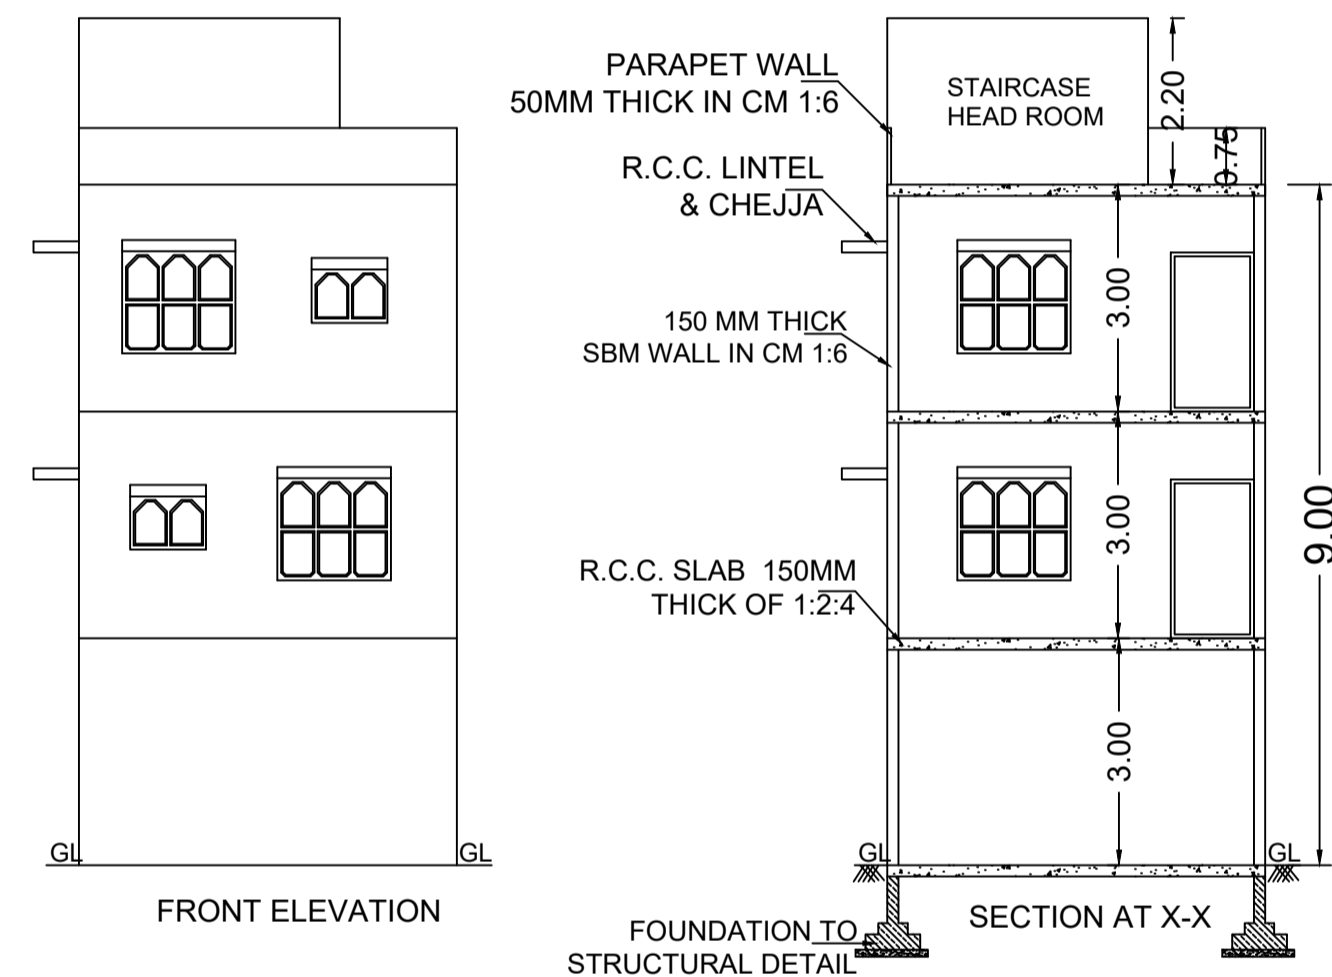 PARAPET WALL
50MM THICK IN CM 1:6
STAIRCASE
HEAD ROOM
2.20
0.75
R.C.C. LINTEL
& CHEJJA
3.00
150 MM THICK
SBM WALL IN CM 1:6
3.00
9.00
R.C.C. SLAB 150MM
THICK OF 1:2:4
3.00
GL
GL
GL
GL
FRONT ELEVATION
SECTION AT X-X
FOUNDATION TO
STRUCTURAL DETAIL